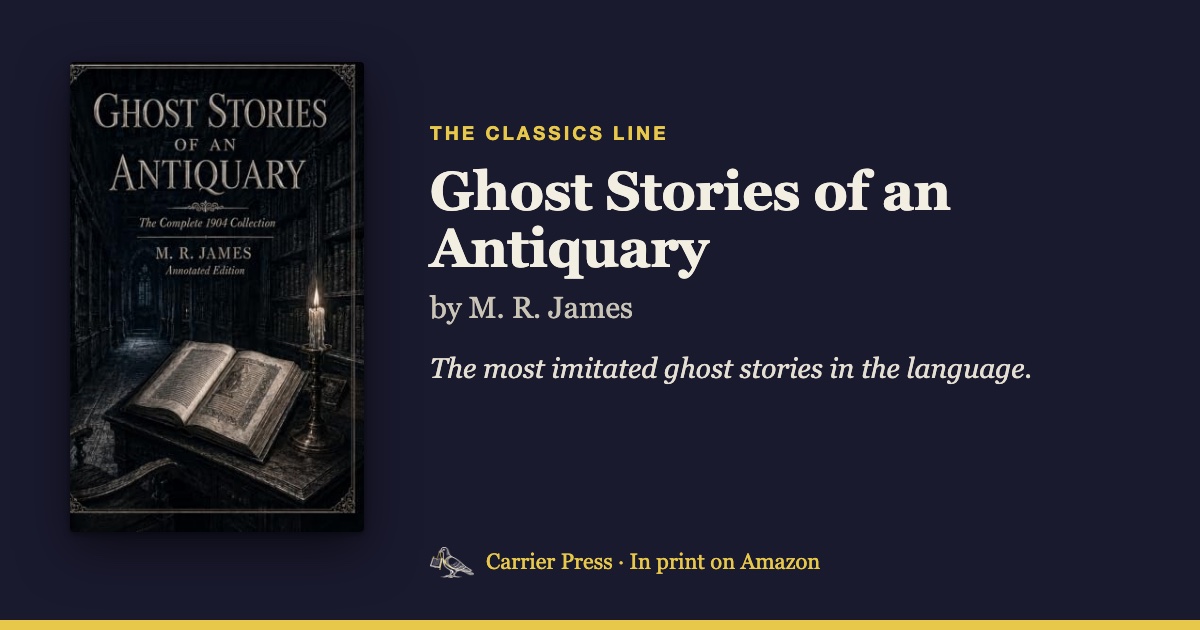 GHOST STORIES
OF AN
ANTIQUARY
The Complete 1904 Collection
M. R. JAMES
Annotated Edition
THE CLASSICS LINE
Ghost Stories of an
Antiquary
by M. R. James
The most imitated ghost stories in the language.
Carrier Press · In print on Amazon